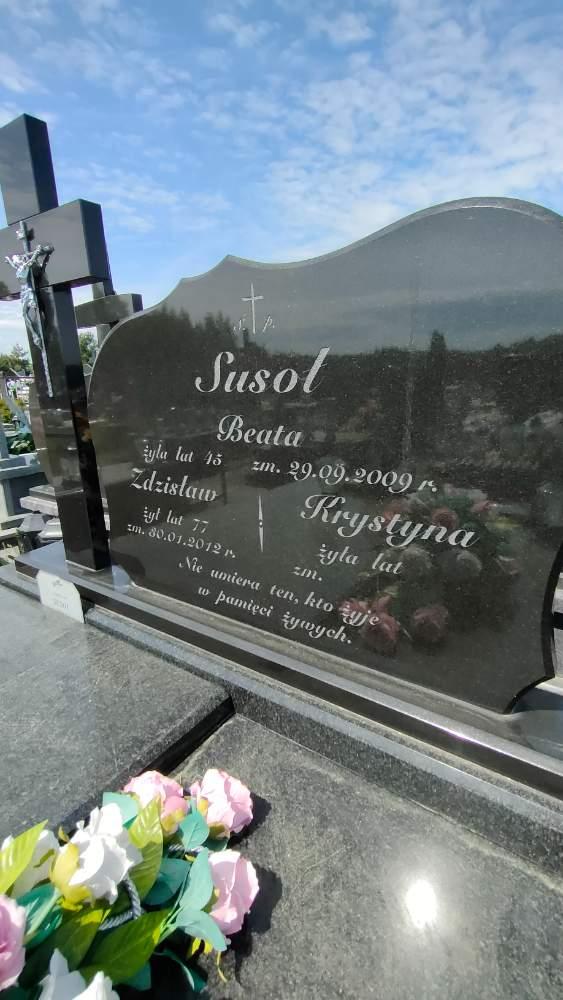 ś. p.
Susoł
Beata
żyła lat 45 zm. 29.09.2009 r.
Zdzisław
żył lat 77
zm. 30.01.2012 r.
Krystyna
żyła lat
zm.
Nie umiera ten, kto żyje
w pamięci żywych.